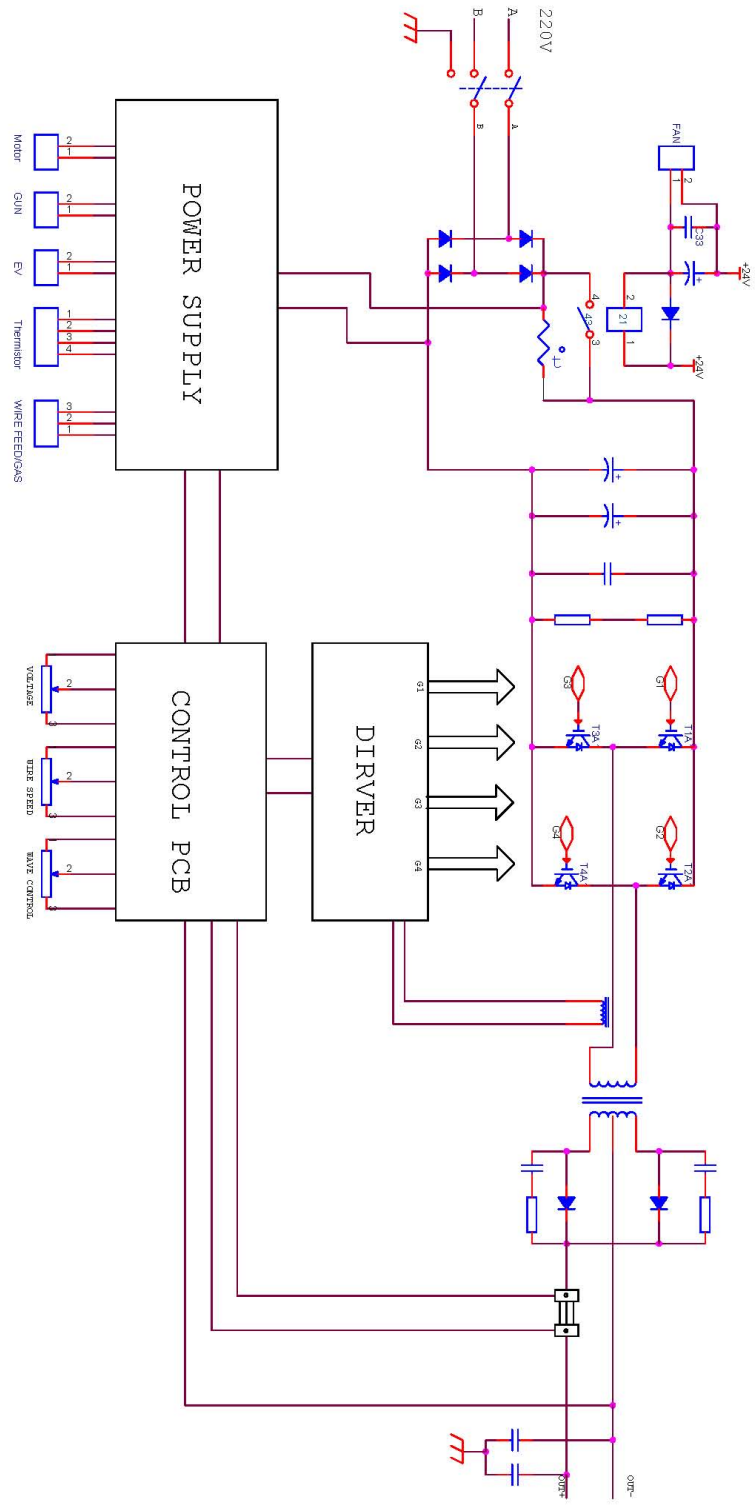 +24V
+24V
FAN
2
1
C33
2
21
1
220V
A
A
B
B
4
43
3
t
T1A
G1
T2A
G2
T3A
G3
T4A
G4
OUT-
OUT+
G1
G2
G3
G4
DIRVER
POWER SUPPLY
CONTROL PCB
2
1
Motor
2
1
GUN
2
1
EV
1
2
3
4
Thermistor
3
2
1
WIRE FEED/GAS
2
3
VOLTAGE
2
3
WIRE SPEED
1
2
3
WAVE CONTROL